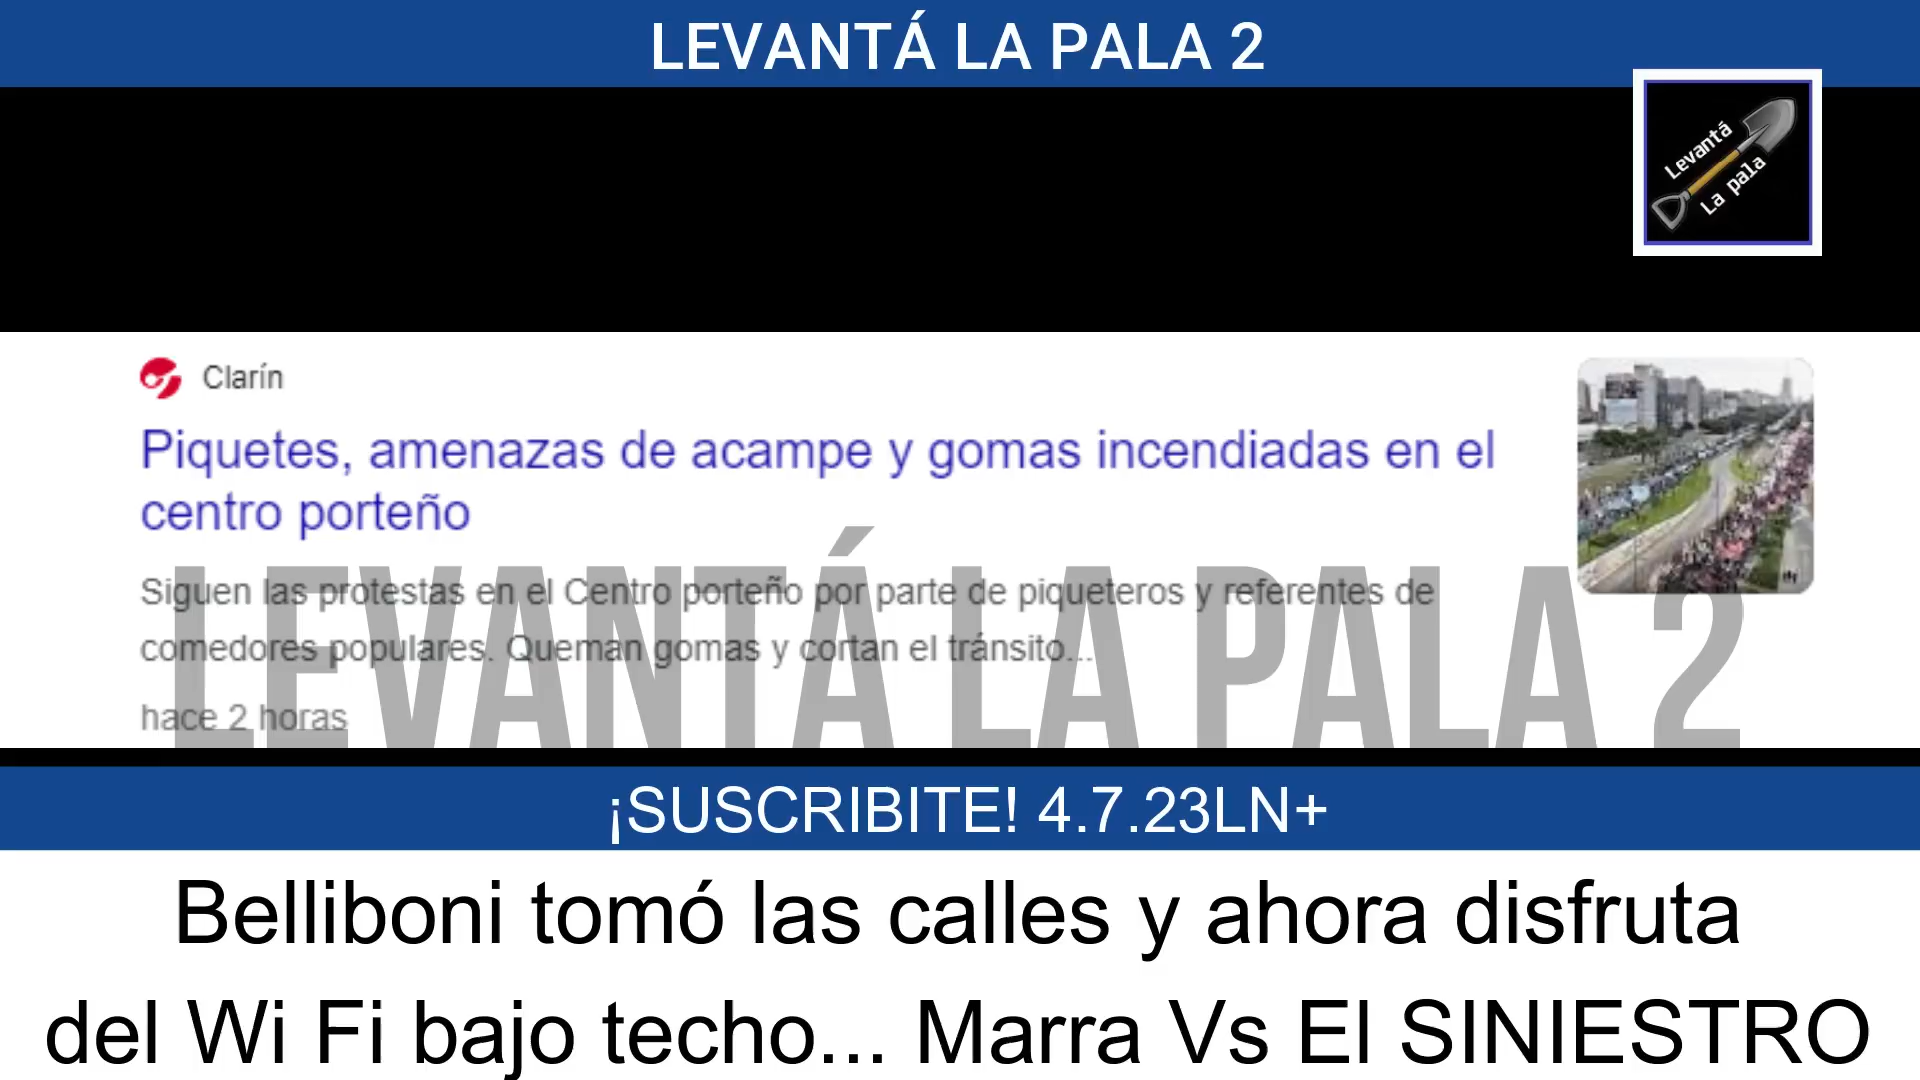 LEVANTÁ LA PALA 2
Levantá
La pala
Clarín
Piquetes, amenazas de acampe y gomas incendiadas en el
centro porteño
Siguen las protestas en el Centro porteño por parte de piqueteros y referentes de
comedores populares. Queman gomas y cortan el tránsito...
hace 2 horas
LEVANTÁ LA PALA 2
¡SUSCRIBITE! 4.7.23LN+
Belliboni tomó las calles y ahora disfruta
del Wi Fi bajo techo... Marra Vs El SINIESTRO